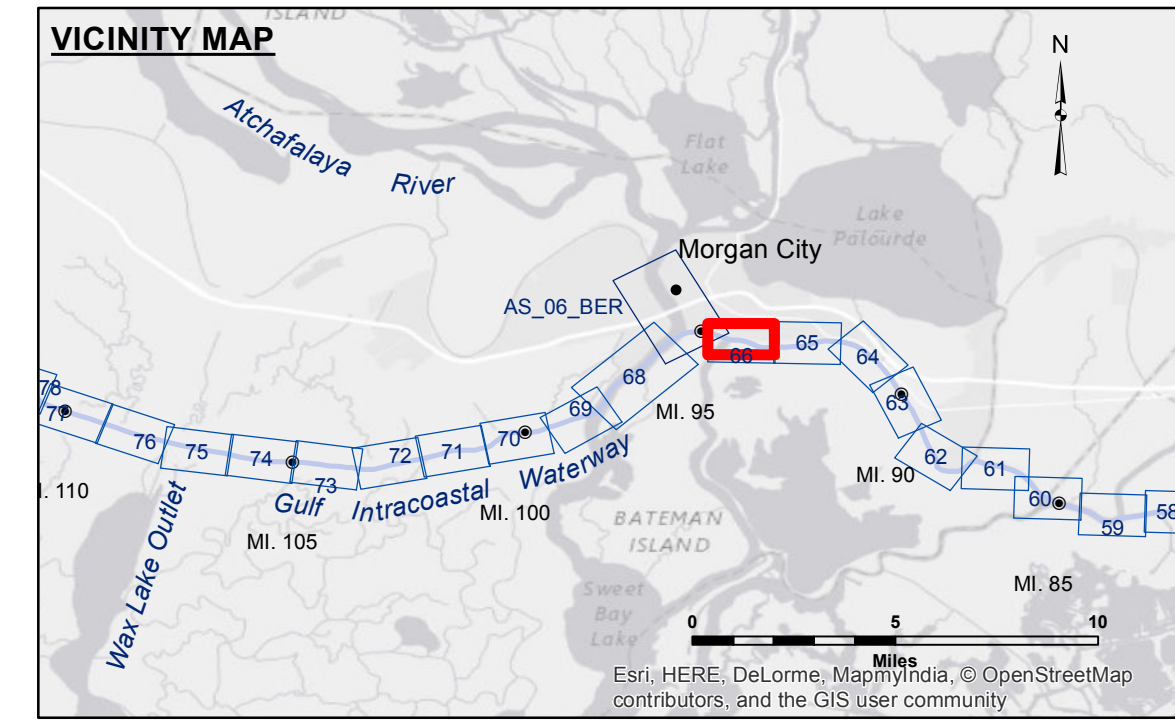 ISLAND
VICINITY MAP
N
Atchafalaya
River
Flat
Lake
Lake
Palourde
Morgan City
AS_06_BER
66
65
64
68
63
MI. 95
69
78
77
76
75
74
73
72
71
70
62
61
60
59
58
MI. 90
Wax Lake Outlet
Gulf Intracoastal Waterway
MI. 110
MI. 105
MI. 100
BATEMAN
ISLAND
MI. 85
Sweet
Bay
Lake
0 5 10
Miles
Esri, HERE, DeLorme, MapmyIndia, © OpenStreetMap
contributors, and the GIS user community